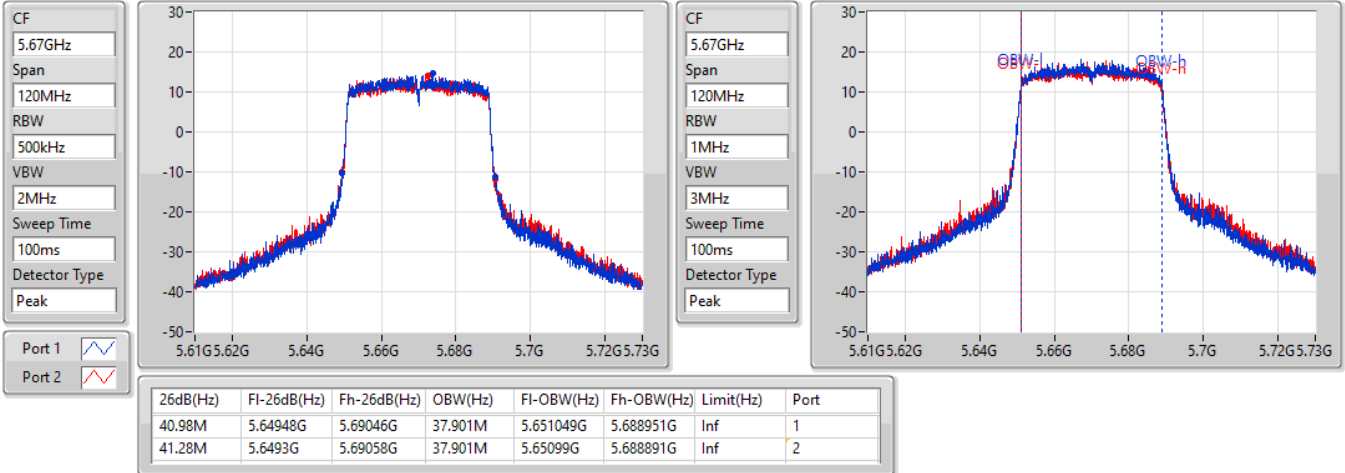 CF
5.67GHz
Span
120MHz
RBW
500kHz
VBW
2MHz
Sweep Time
100ms
Detector Type
Peak
Port 1
Port 2
30
20
10
0
-10
-20
-30
-40
-50
5.61G 5.62G 5.64G 5.66G 5.68G 5.7G 5.72G 5.73G
CF
5.67GHz
Span
120MHz
RBW
1MHz
VBW
3MHz
Sweep Time
100ms
Detector Type
Peak
30
20
10
0
-10
-20
-30
-40
-50
OBW-l OBW-h
OBW-l OBW-h
5.61G 5.62G 5.64G 5.66G 5.68G 5.7G 5.72G 5.73G
26dB(Hz) Fl-26dB(Hz) Fh-26dB(Hz) OBW(Hz) Fl-OBW(Hz) Fh-OBW(Hz) Limit(Hz) Port
40.98M 5.64948G 5.69046G 37.901M 5.651049G 5.688951G Inf 1
41.28M 5.6493G 5.69058G 37.901M 5.65099G 5.688891G Inf 2